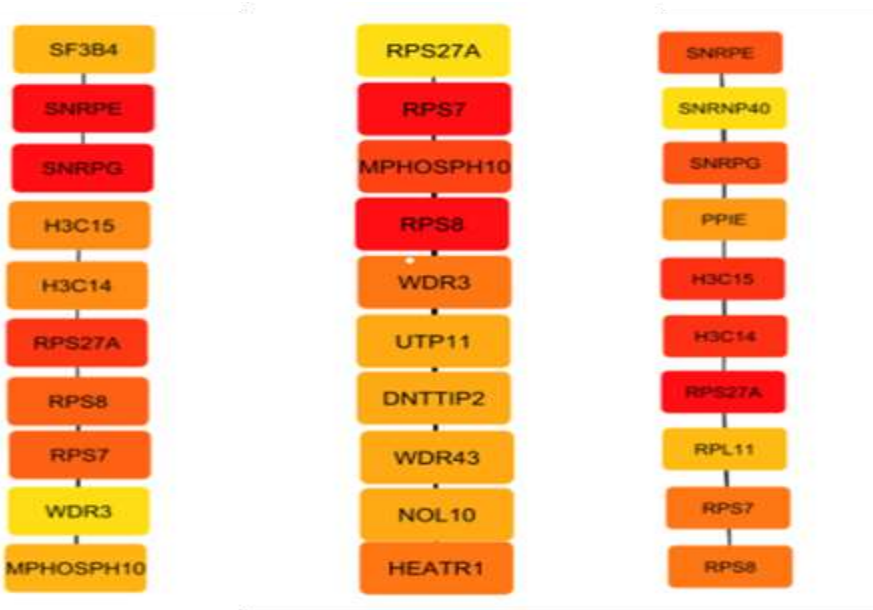 SF3B4
SNRPE
SNRPG
H3C15
H3C14
RPS27A
RPS8
RPS7
WDR3
MPHOSPH10
RPS27A
RPS7
MPHOSPH10
RPS8
WDR3
UTP11
DNTTIP2
WDR43
NOL10
HEATR1
SNRPE
SNRNP40
SNRPG
PPIE
H3C15
H3C14
RPS27A
RPL11
RPS7
RPS8